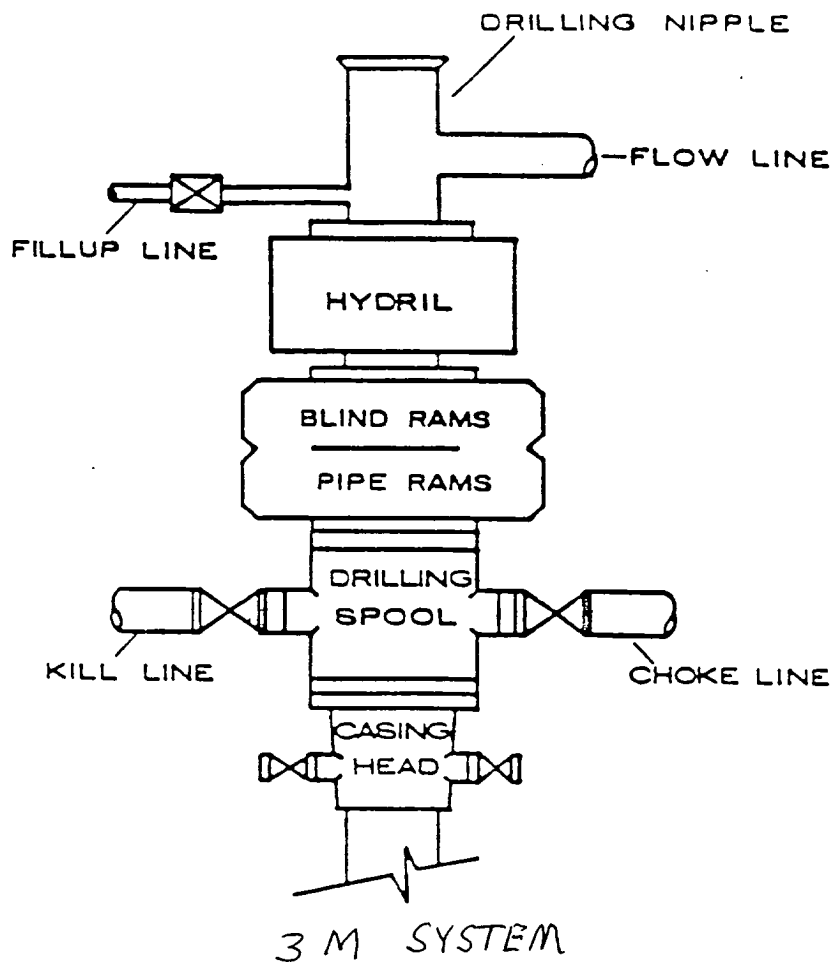 DRILLING NIPPLE
FLOW LINE
FILLUP LINE
HYDRIL
BLIND RAMS
PIPE RAMS
DRILLING
SPOOL
KILL LINE
CHOKE LINE
CASING
HEAD
3 M SYSTEM